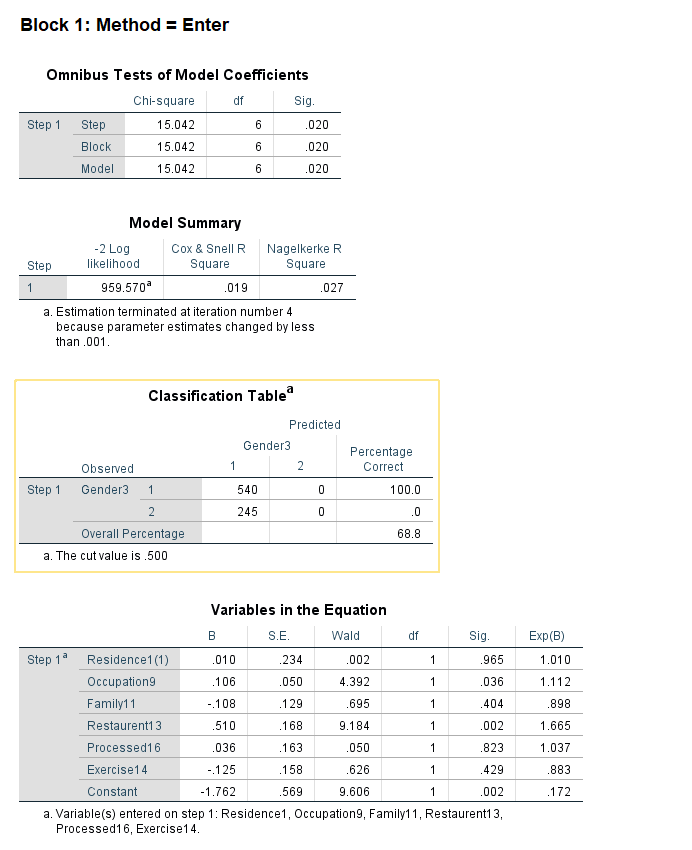 Block 1: Method = Enter
Omnibus Tests of Model Coefficients
Chi-square df Sig.
Step 1 Step 15.042 6 .020
Block 15.042 6 .020
Model 15.042 6 .020
Model Summary
-2 Log Cox & Snell R Nagelkerke R
Step likelihood Square Square
1 959.570a .019 .027
a. Estimation terminated at iteration number 4
because parameter estimates changed by less
than .001.
Classification Tablea
Predicted
Gender3 Percentage
Observed 1 2 Correct
Step 1 Gender3 1 540 0 100.0
2 245 0 .0
Overall Percentage 68.8
a. The cut value is .500
Variables in the Equation
B S.E. Wald df Sig. Exp(B)
Step 1a Residence1(1) .010 .234 .002 1 .965 1.010
Occupation9 .106 .050 4.392 1 .036 1.112
Family11 -.108 .129 .695 1 .404 .898
Restaurent13 .510 .168 9.184 1 .002 1.665
Processed16 .036 .163 .050 1 .823 1.037
Exercise14 -.125 .158 .626 1 .429 .883
Constant -1.762 .569 9.606 1 .002 .172
a. Variable(s) entered on step 1: Residence1, Occupation9, Family11, Restaurent13,
Processed16, Exercise14.